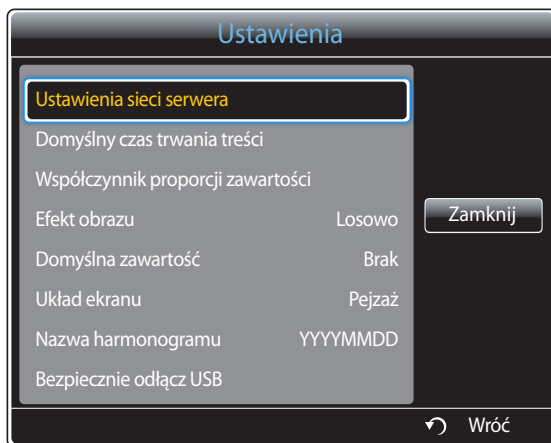 Ustawienia
Ustawienia sieci serwera
Domyślny czas trwania treści
Współczynnik proporcji zawartości
Efekt obrazu Losowo
Domyślna zawartość Brak
Układ ekranu Pejzaż
Nazwa harmonogramu YYYYMMDD
Bezpiecznie odłącz USB
Zamknij
Wróć